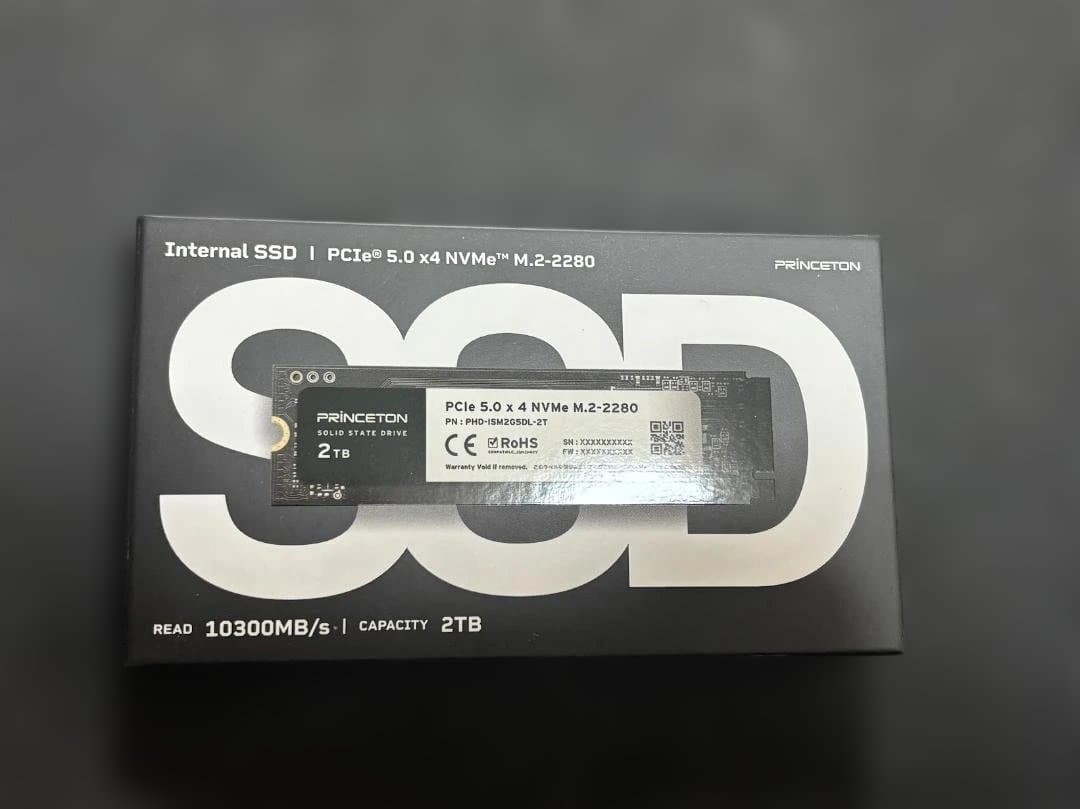 Internal SSD | PCIe® 5.0 x4 NVMe™ M.2-2280
PRINCETON
SSD
PRINCETON
SOLID STATE DRIVE
2TB
PCIe 5.0 x 4 NVMe M.2-2280
PN : PHD-ISM2G5DL-2T
CE RoHS
SN : XXXXXXXXXX
FW : XXXXXXXXXX
Warranty Void if removed.
READ 10300MB/s | CAPACITY 2TB